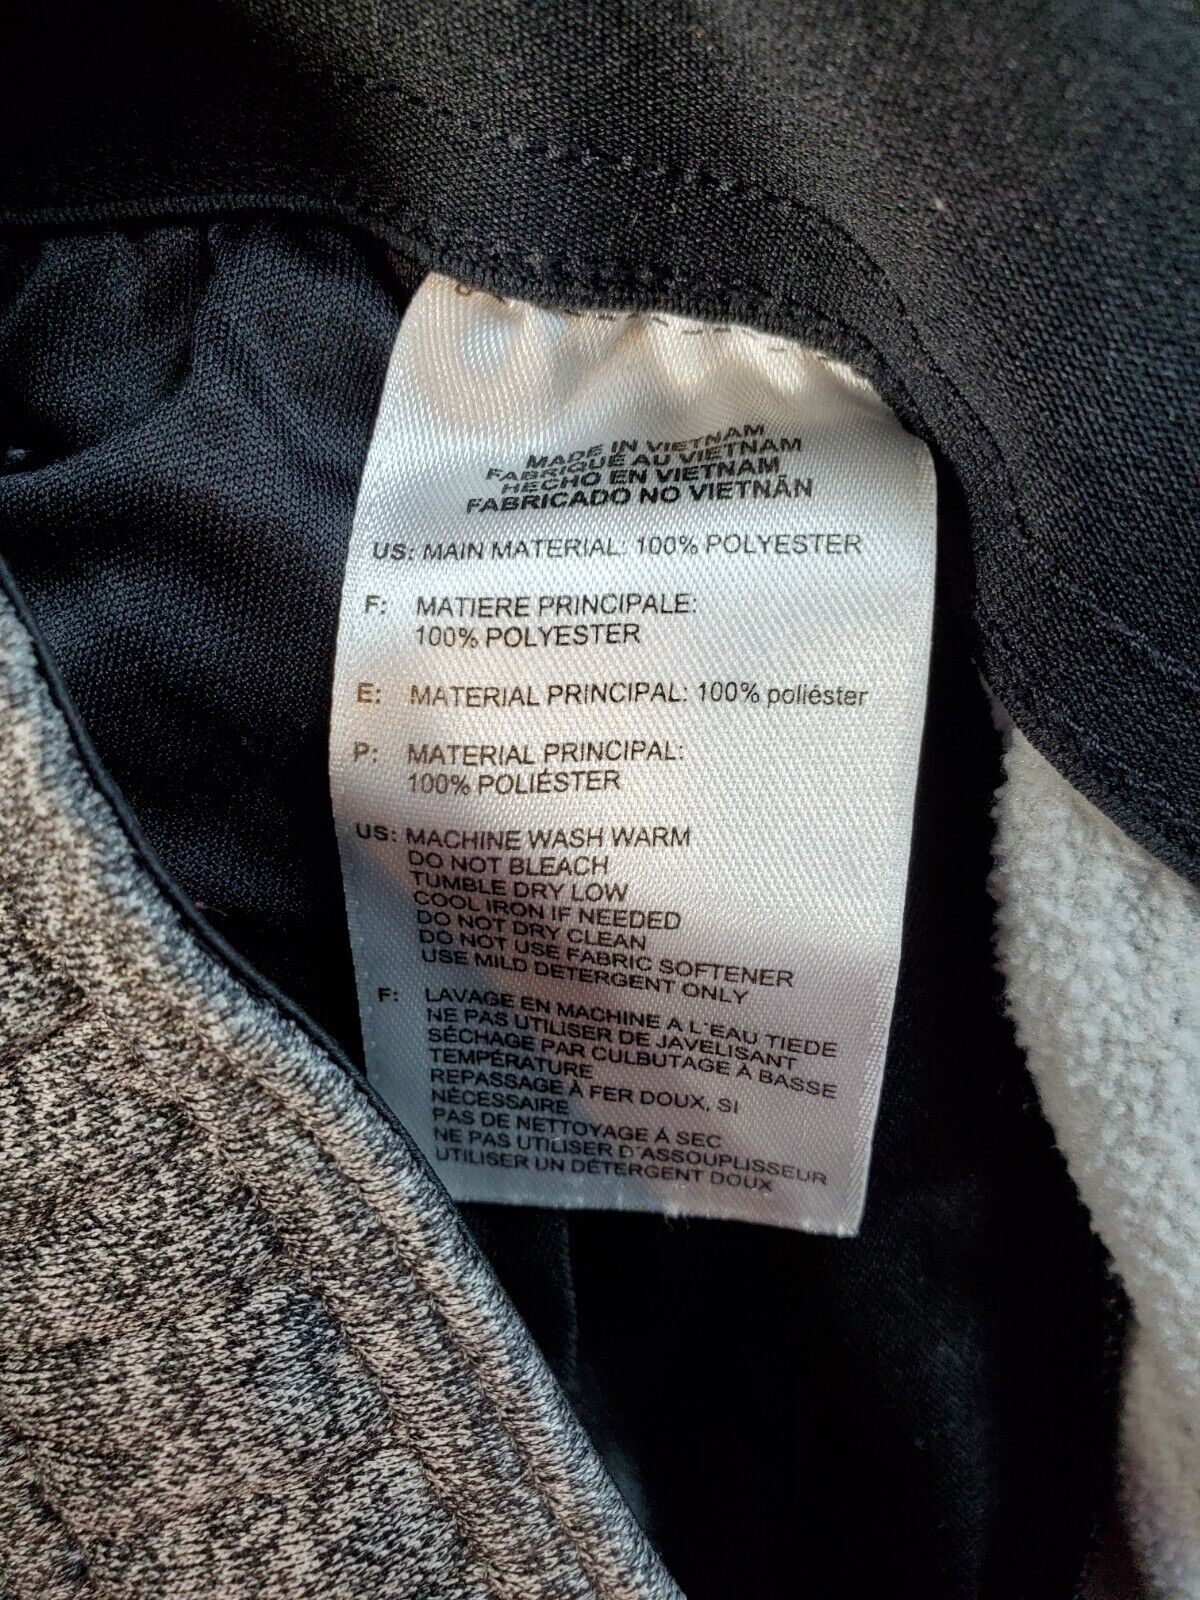 MADE IN VIETNAM
FABRIQUE AU VIETNAM
HECHO EN VIETNAM
FABRICADO NO VIETNÃN
US: MAIN MATERIAL: 100% POLYESTER
F: MATIERE PRINCIPALE:
100% POLYESTER
E: MATERIAL PRINCIPAL: 100% poliéster
P: MATERIAL PRINCIPAL:
100% POLIÉSTER
US: MACHINE WASH WARM
DO NOT BLEACH
TUMBLE DRY LOW
COOL IRON IF NEEDED
DO NOT DRY CLEAN
DO NOT USE FABRIC SOFTENER
USE MILD DETERGENT ONLY
F: LAVAGE EN MACHINE A L'EAU TIEDE
NE PAS UTILISER DE JAVELISANT
SÉCHAGE PAR CULBUTAGE À BASSE
TEMPÉRATURE
REPASSAGE À FER DOUX, SI
NÉCESSAIRE
PAS DE NETTOYAGE À SEC
NE PAS UTILISER D'ASSOUPLISSEUR
UTILISER UN DÉTERGENT DOUX